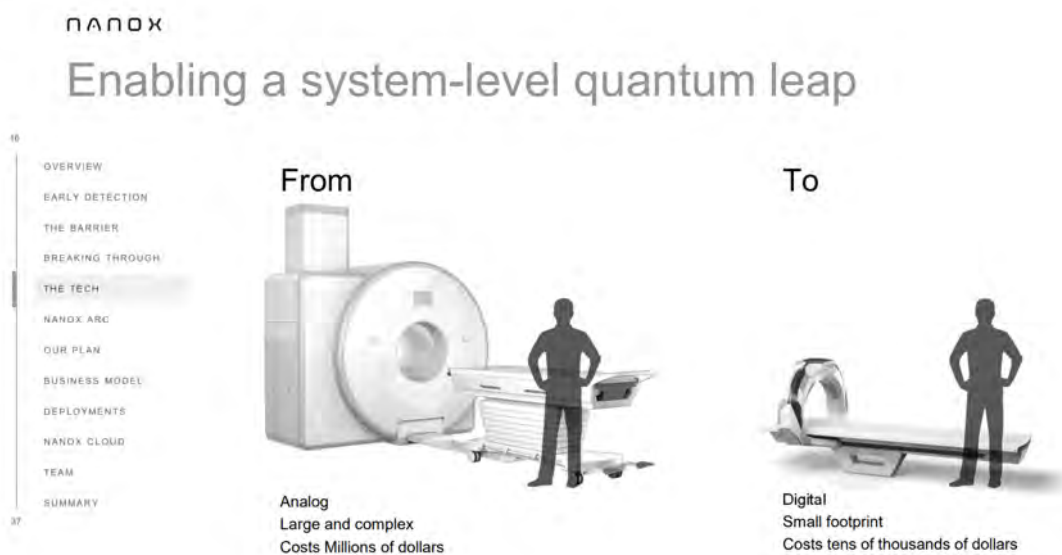 NANOX
Enabling a system-level quantum leap
16
OVERVIEW
EARLY DETECTION
THE BARRIER
BREAKING THROUGH
THE TECH
NANOX ARC
OUR PLAN
BUSINESS MODEL
DEPLOYMENTS
NANOX CLOUD
TEAM
SUMMARY
37
From
Analog
Large and complex
Costs Millions of dollars
To
Digital
Small footprint
Costs tens of thousands of dollars